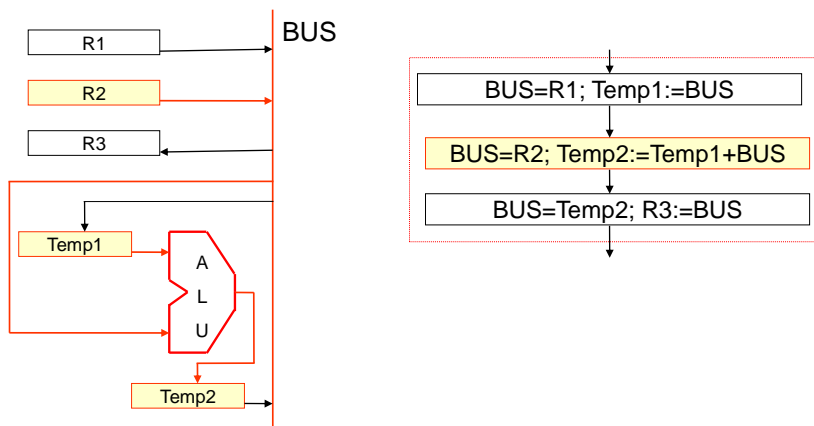 BUS
R1
R2
R3
Temp1
A
L
U
Temp2
BUS=R1; Temp1:=BUS
BUS=R2; Temp2:=Temp1+BUS
BUS=Temp2; R3:=BUS